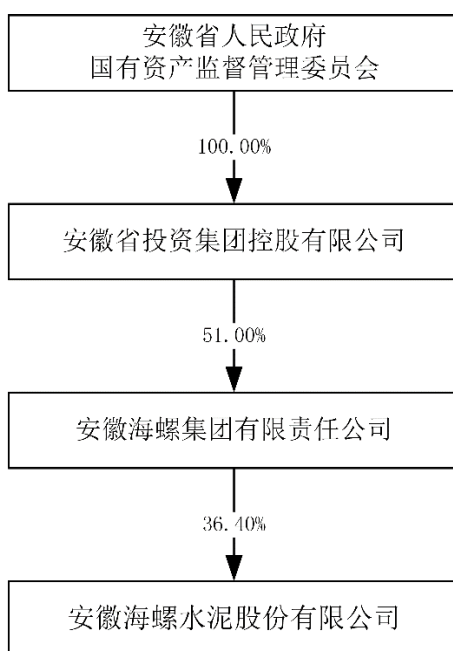 安徽省人民政府
国有资产监督管理委员会
100.00%
安徽省投资集团控股有限公司
51.00%
安徽海螺集团有限责任公司
36.40%
安徽海螺水泥股份有限公司